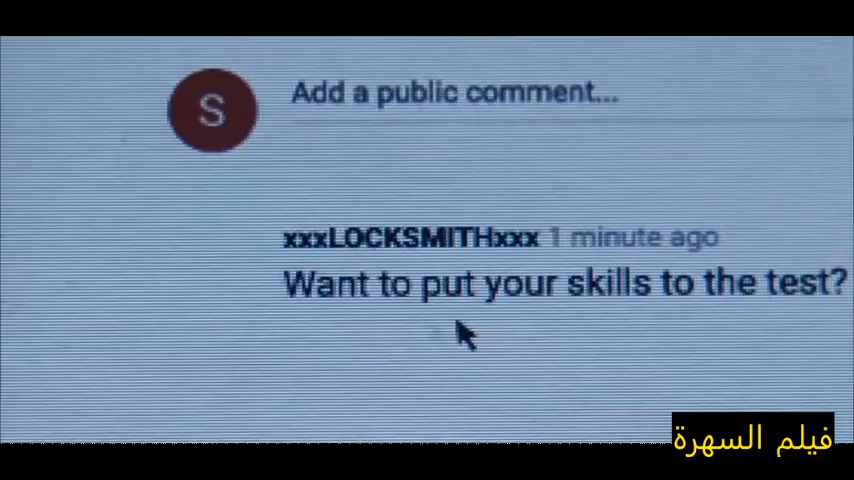 S
Add a public comment...
xxxLOCKSMITHxxx 1 minute ago
Want to put your skills to the test?
فيلم السهرة